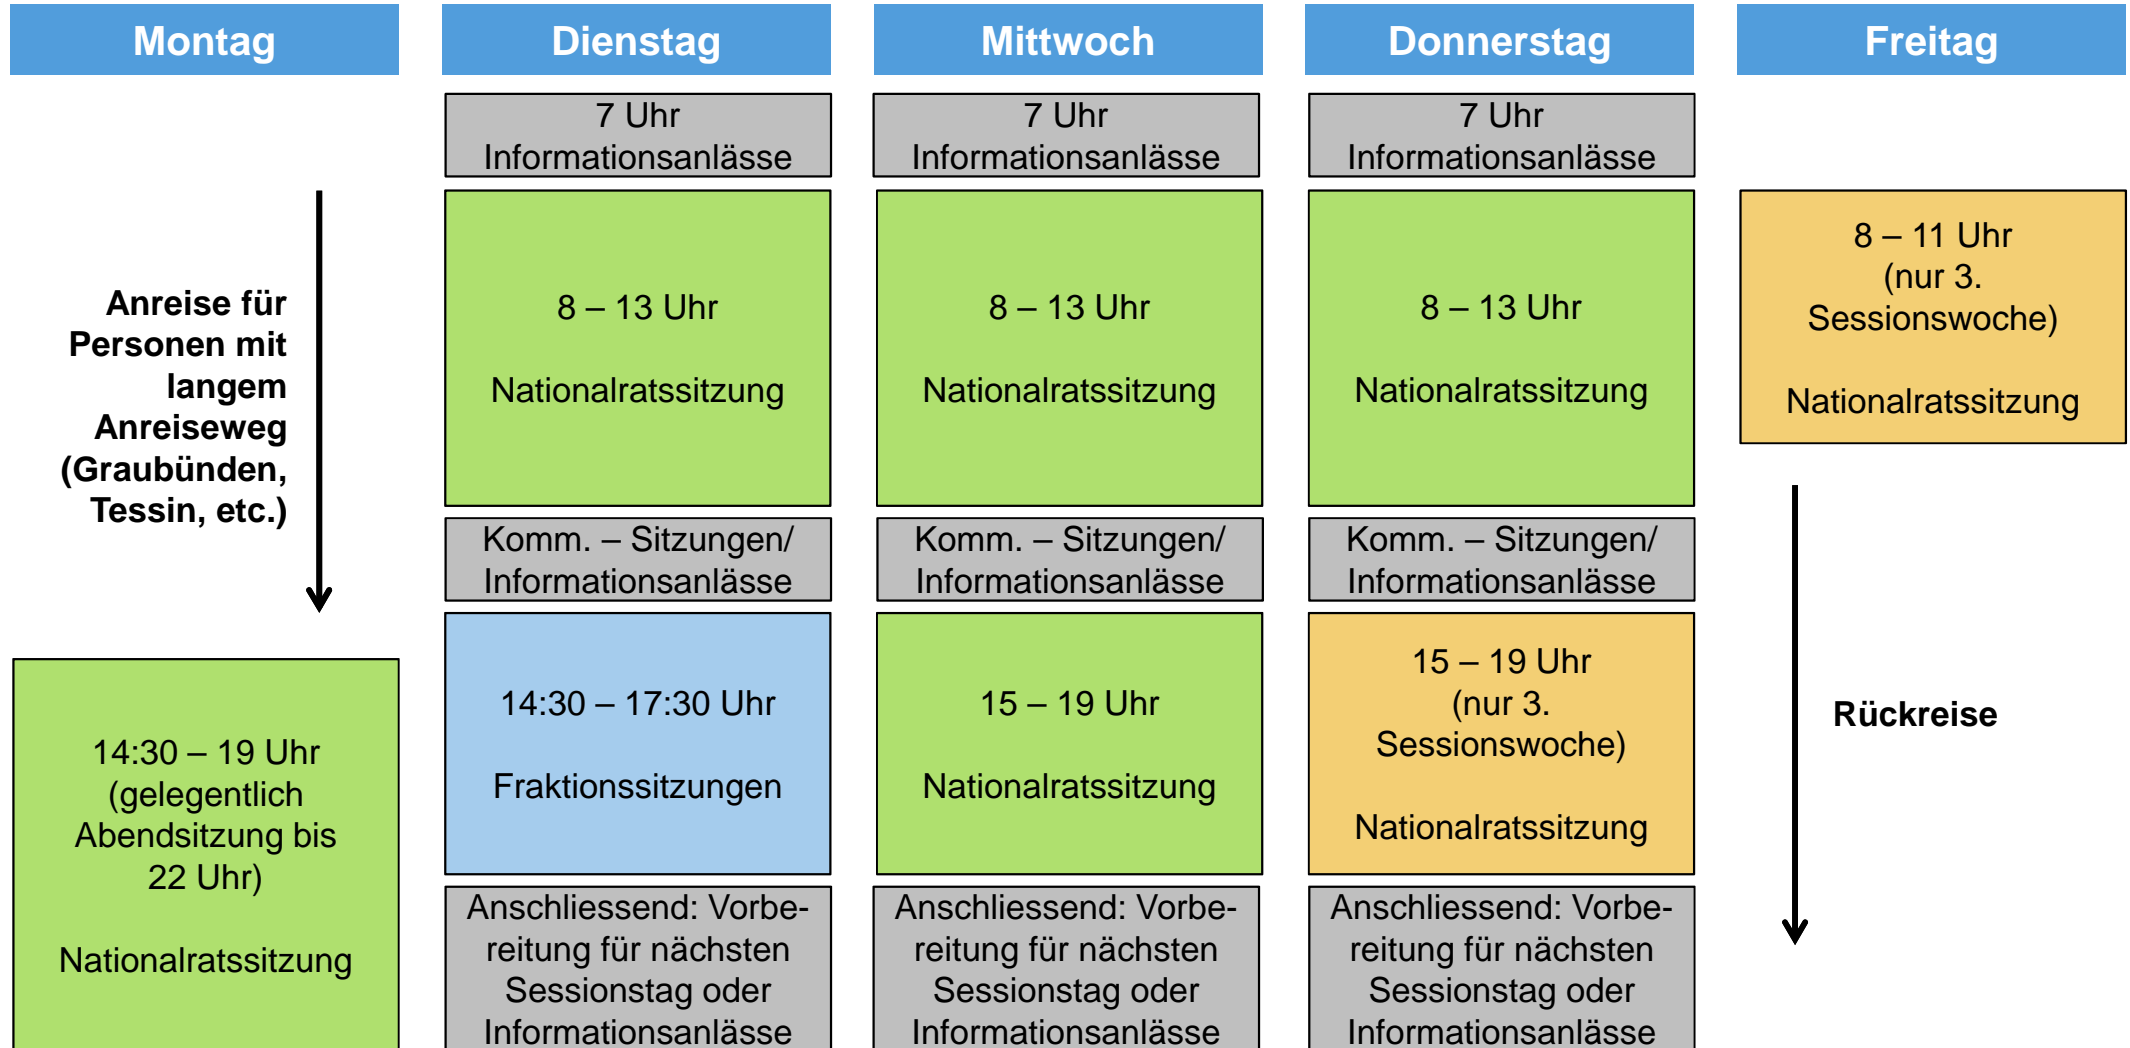 Montag
Dienstag
Mittwoch
Donnerstag
Freitag
Anreise für
Personen mit
langem
Anreiseweg
(Graubünden,
Tessin, etc.)
14:30 – 19 Uhr
(gelegentlich
Abendsitzung bis
22 Uhr)
Nationalratssitzung
7 Uhr
Informationsanlässe
8 – 13 Uhr
Nationalratssitzung
Komm. – Sitzungen/
Informationsanlässe
14:30 – 17:30 Uhr
Fraktionssitzungen
Anschliessend: Vorbe-
reitung für nächsten
Sessionstag oder
Informationsanlässe
7 Uhr
Informationsanlässe
8 – 13 Uhr
Nationalratssitzung
Komm. – Sitzungen/
Informationsanlässe
15 – 19 Uhr
Nationalratssitzung
Anschliessend: Vorbe-
reitung für nächsten
Sessionstag oder
Informationsanlässe
7 Uhr
Informationsanlässe
8 – 13 Uhr
Nationalratssitzung
Komm. – Sitzungen/
Informationsanlässe
15 – 19 Uhr
(nur 3.
Sessionswoche)
Nationalratssitzung
Anschliessend: Vorbe-
reitung für nächsten
Sessionstag oder
Informationsanlässe
8 – 11 Uhr
(nur 3.
Sessionswoche)
Nationalratssitzung
Rückreise